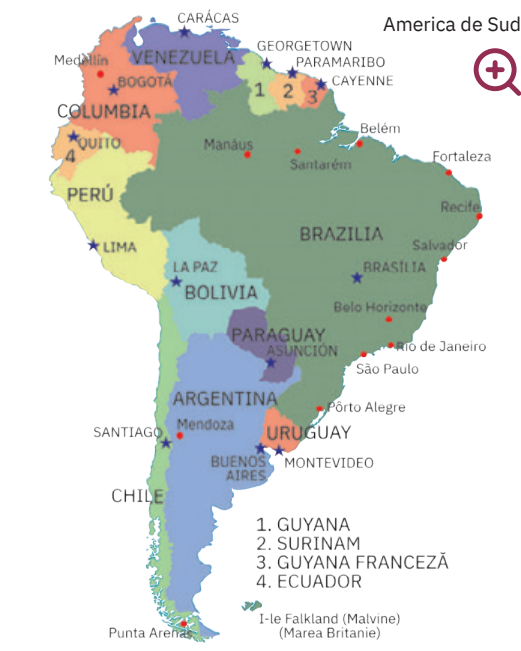 America de Sud
CARÁCAS
GEORGETOWN
PARAMARIBO
CAYENNE
VENEZUELA
Medellín
BOGOTÁ
COLUMBIA
1
2
3
QUITO
4
Manáus
Santarém
Belém
Fortaleza
PERÚ
Recife
BRAZILIA
Salvador
LIMA
LA PAZ
BRASÍLIA
BOLIVIA
Belo Horizonte
PARAGUAY
ASUNCIÓN
Rio de Janeiro
São Paulo
ARGENTINA
Pôrto Alegre
SANTIAGO
Mendoza
URUGUAY
BUENOS
AIRES
MONTEVIDEO
CHILE
1. GUYANA
2. SURINAM
3. GUYANA FRANCEZĂ
4. ECUADOR
I-le Falkland (Malvine)
(Marea Britanie)
Punta Arenas